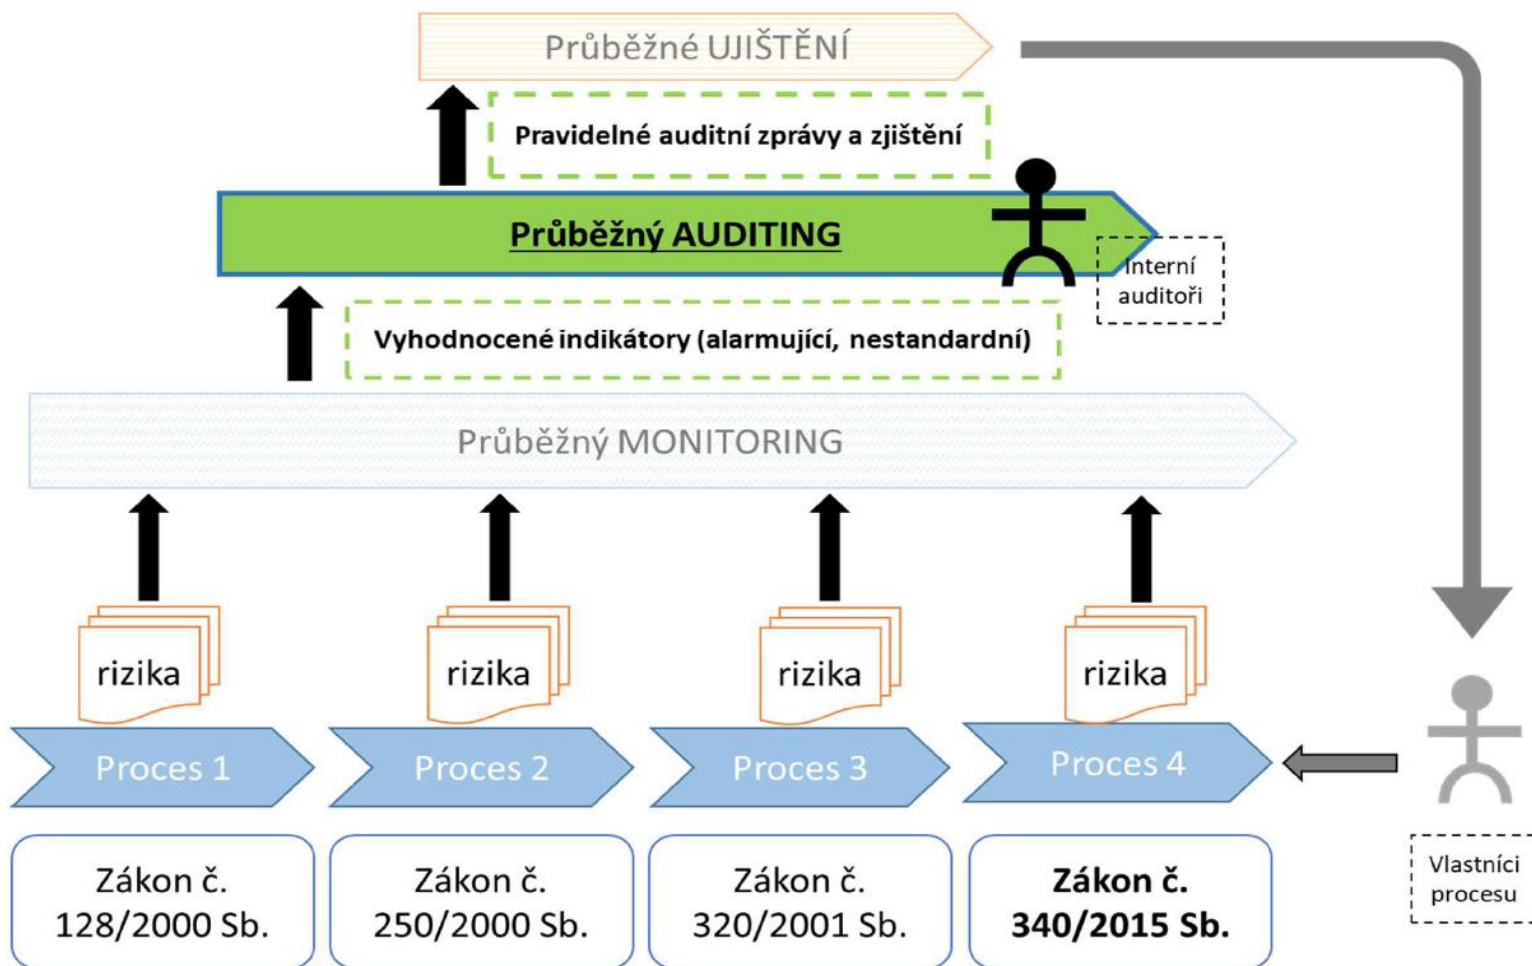 Průběžné UJIŠTĚNÍ
Pravidelné auditní zprávy a zjištění
Průběžný AUDITING
Interní
auditoři
Vyhodnocené indikátory (alarmující, nestandardní)
Průběžný MONITORING
rizika
rizika
rizika
rizika
Proces 1
Proces 2
Proces 3
Proces 4
Zákon č.
128/2000 Sb.
Zákon č.
250/2000 Sb.
Zákon č.
320/2001 Sb.
Zákon č.
340/2015 Sb.
Vlastníci
procesu